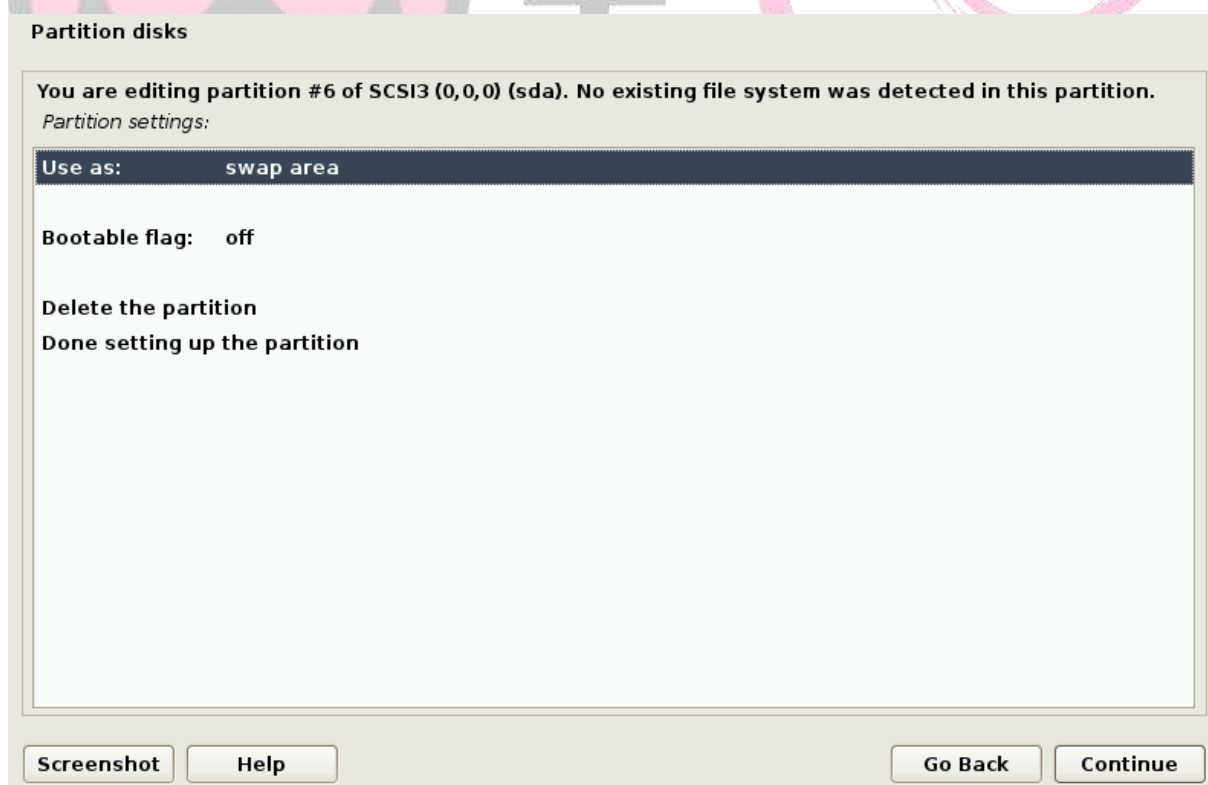 Partition disks
You are editing partition #6 of SCSI3 (0,0,0) (sda). No existing file system was detected in this partition.
Partition settings:
Use as: swap area
Bootable flag: off
Delete the partition
Done setting up the partition
Screenshot Help Go Back Continue